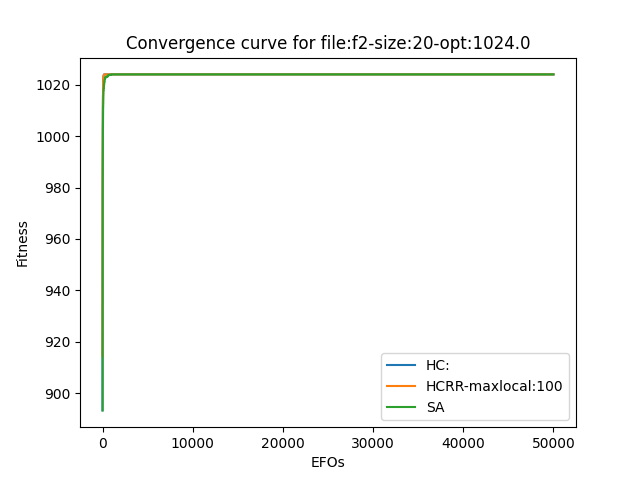 Convergence curve for file:f2-size:20-opt:1024.0
1020
1000
980
960
940
920
900
Fitness
0
10000
20000
30000
40000
50000
EFOs
HC:
HCRR-maxlocal:100
SA